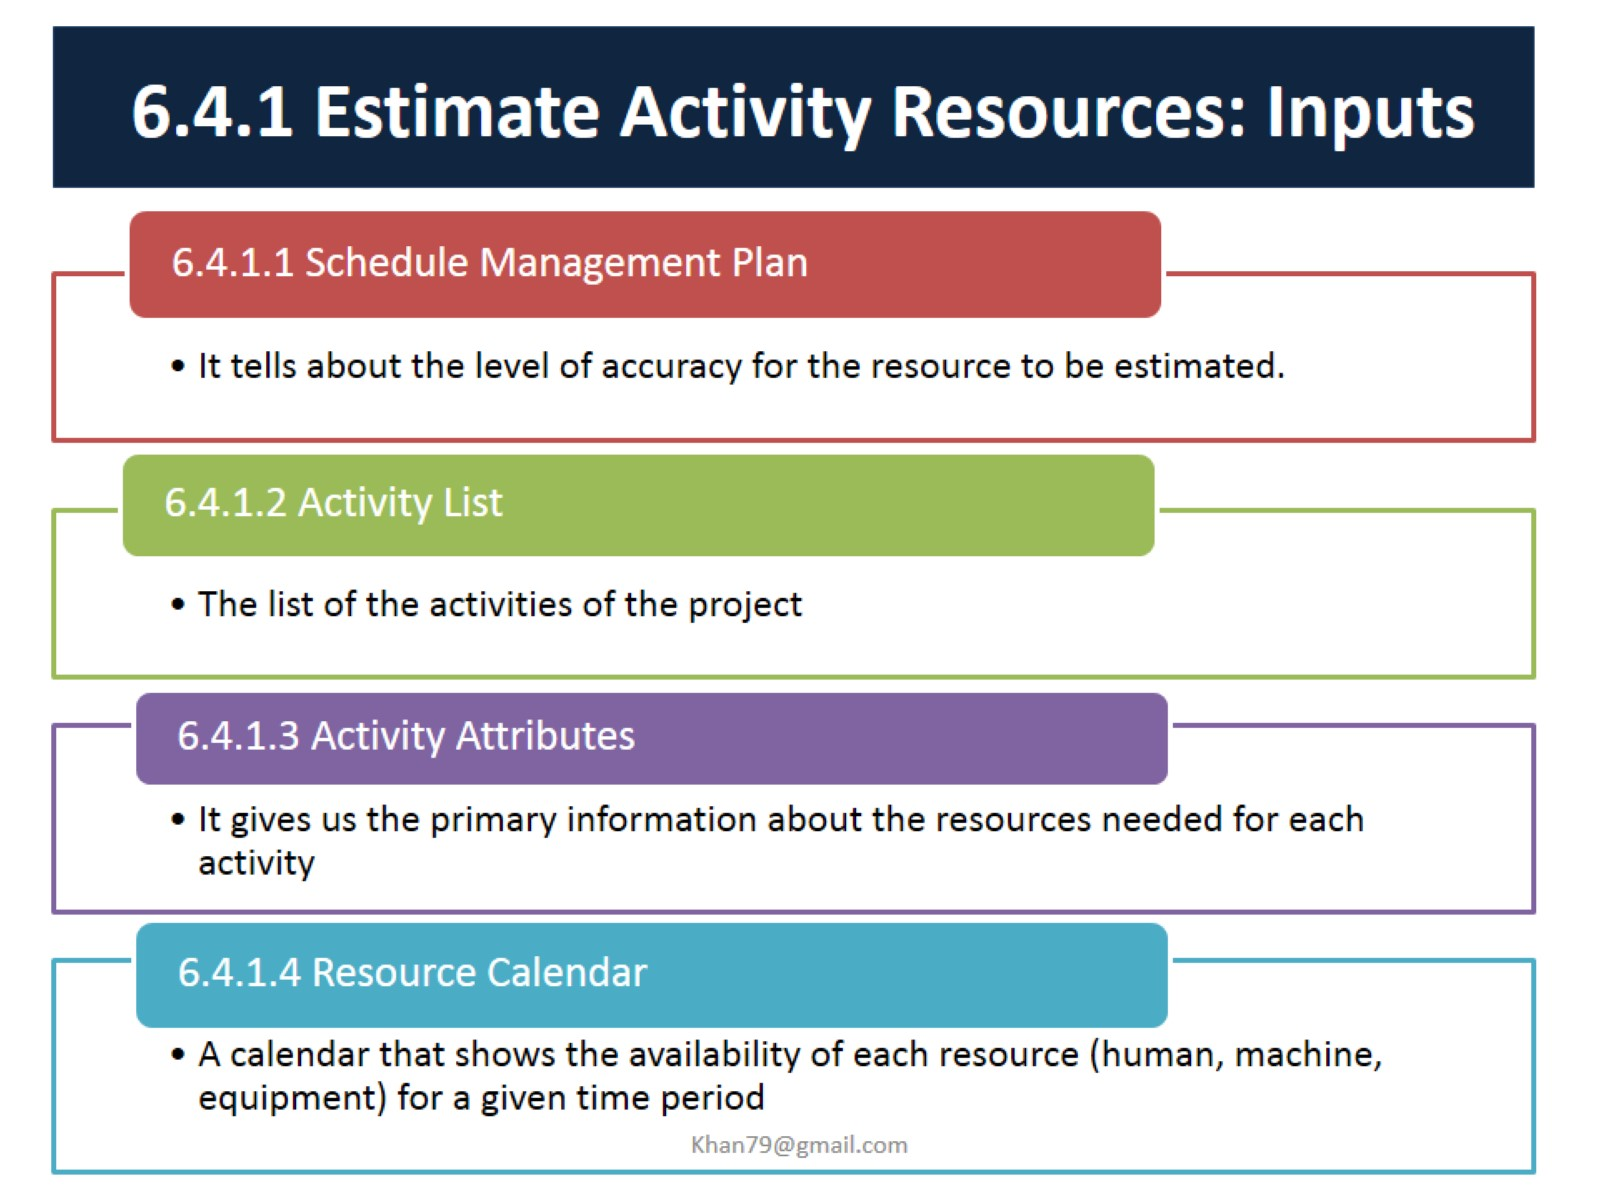 6.4.1 Estimate Activity Resources: Inputs
6.4.1.1 Schedule Management Plan
• It tells about the level of accuracy for the resource to be estimated.
6.4.1.2 Activity List
• The list of the activities of the project
6.4.1.3 Activity Attributes
• It gives us the primary information about the resources needed for each
activity
6.4.1.4 Resource Calendar
• A calendar that shows the availability of each resource (human, machine,
equipment) for a given time period
Khan79@gmail.com